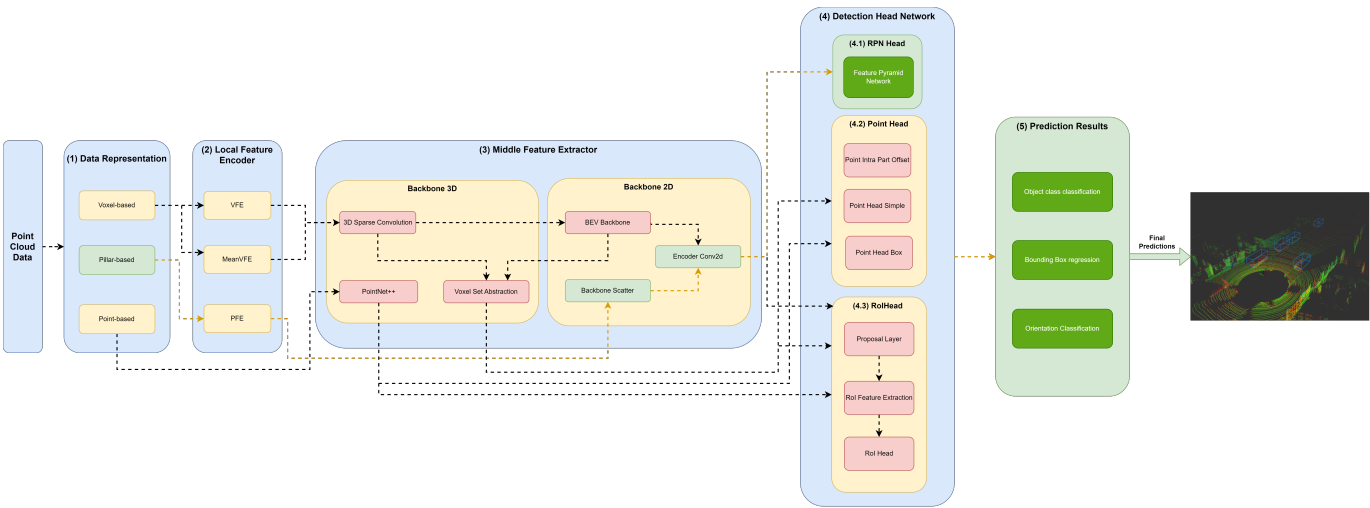 Point
Cloud
Data
(1) Data Representation
Voxel-based
Pillar-based
Point-based
(2) Local Feature
Encoder
VFE
MeanVFE
PFE
(3) Middle Feature Extractor
Backbone 3D
3D Sparse Convolution
PointNet++
Voxel Set Abstraction
Backbone 2D
BEV Backbone
Encoder Conv2d
Backbone Scatter
(4) Detection Head Network
(4.1) RPN Head
Feature Pyramid
Network
(4.2) Point Head
Point Intra Part Offset
Point Head Simple
Point Head Box
(4.3) RoIHead
Proposal Layer
RoI Feature Extraction
RoI Head
(5) Prediction Results
Object class classification
Bounding Box regression
Orientation Classification
Final
Predictions